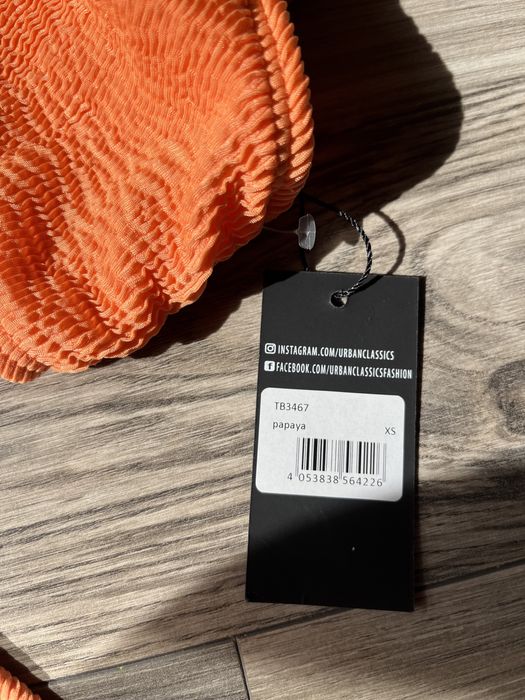 INSTAGRAM.COM/URBANCLASSICS
FACEBOOK.COM/URBANCLASSICSFASHION
TB3467
papaya XS
4 053838 564226